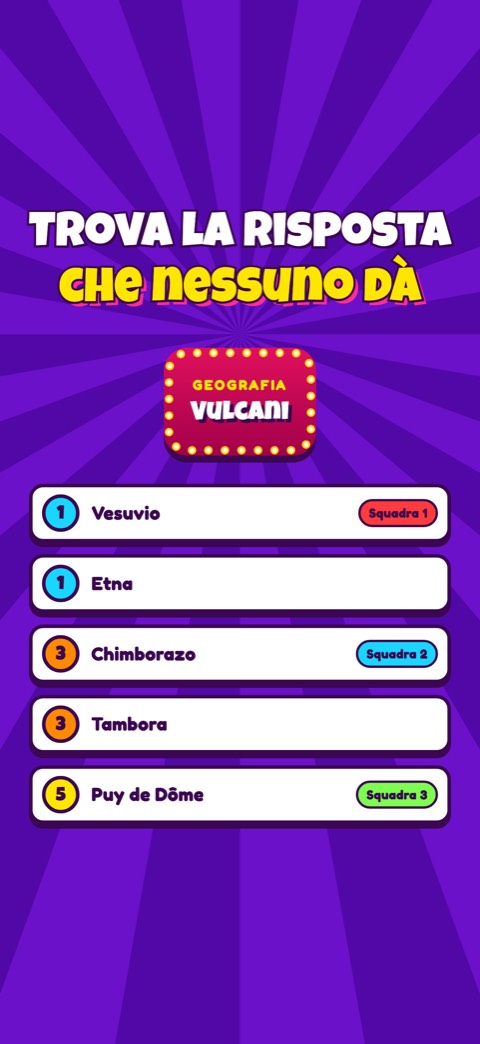 TROVA LA RISPOSTA
CHE NESSUNO DÀ
GEOGRAFIA
VULCANI
1 Vesuvio Squadra 1
1 Etna
3 Chimborazo Squadra 2
3 Tambora
5 Puy de Dôme Squadra 3